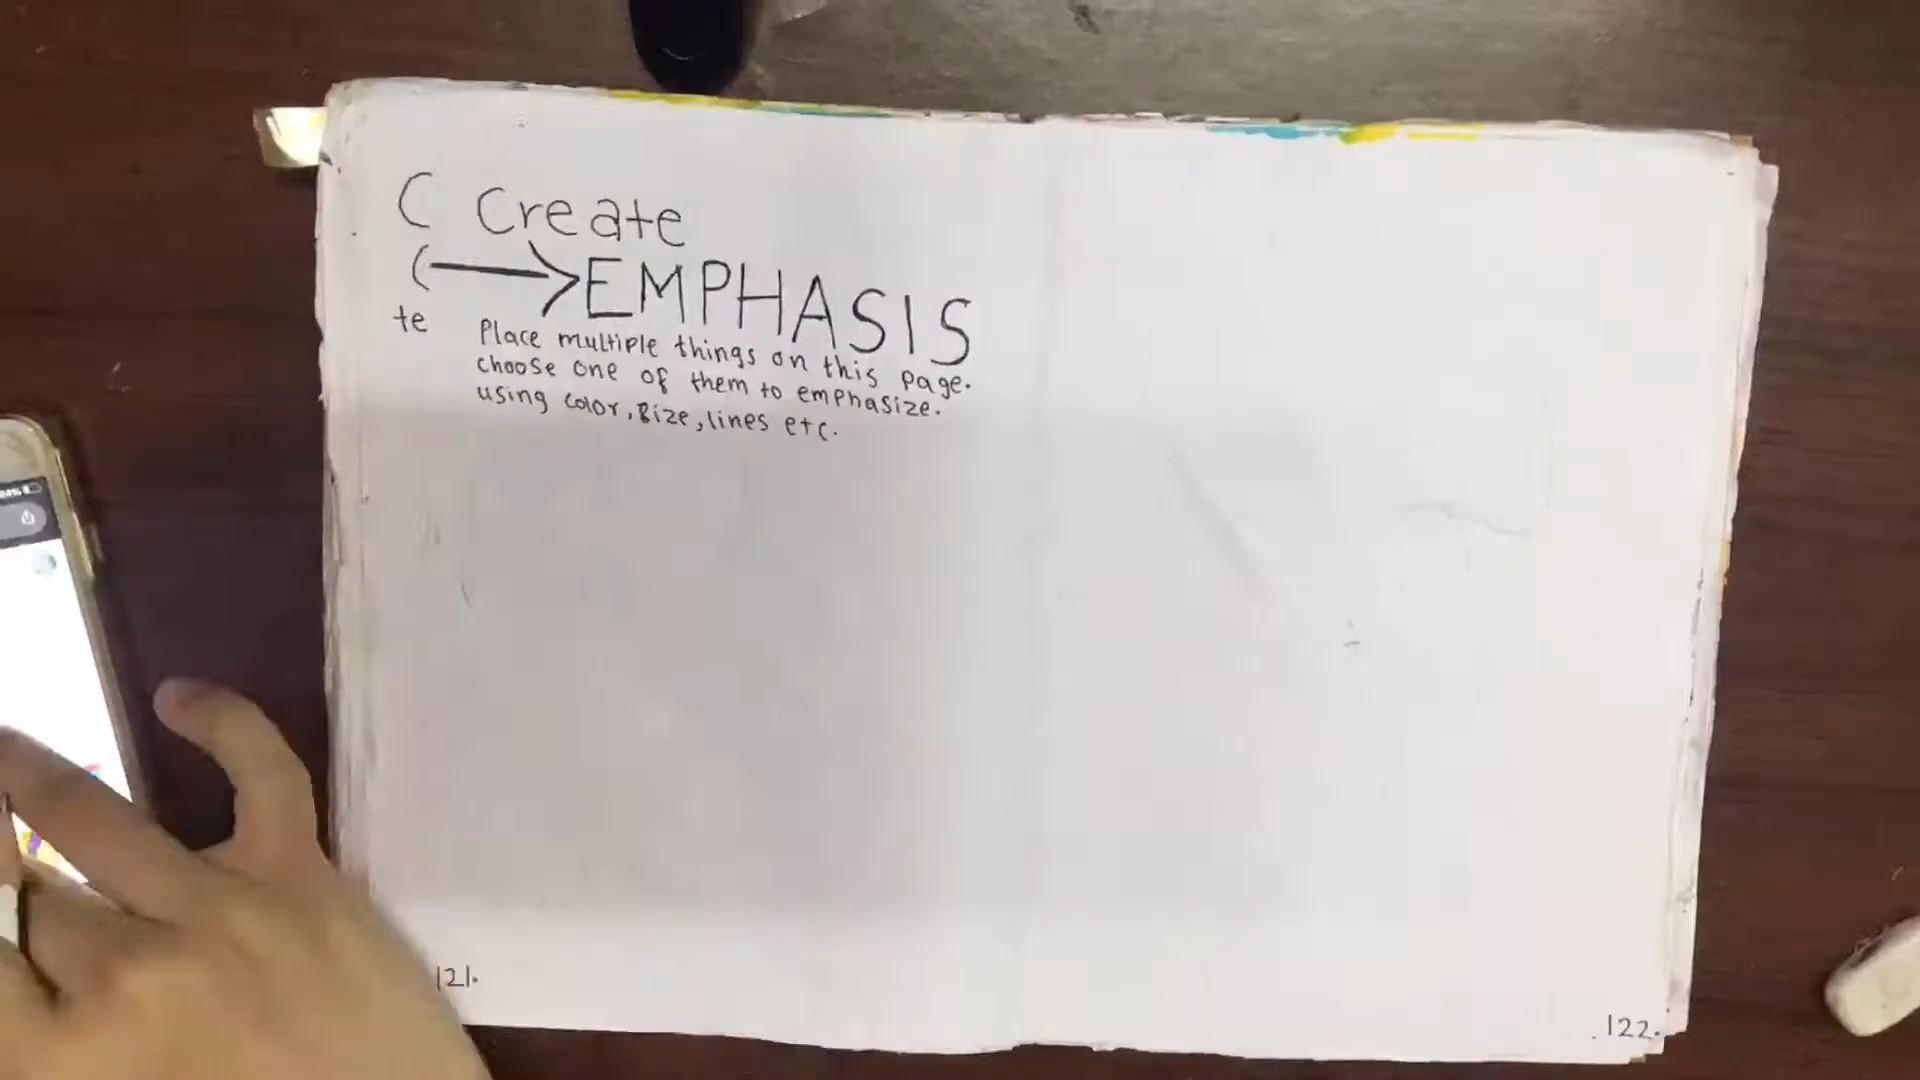 C Create
( EMPHASIS
te Place multiple things on this page.
choose one of them to emphasize.
using color, size, lines etc.
121.
122.